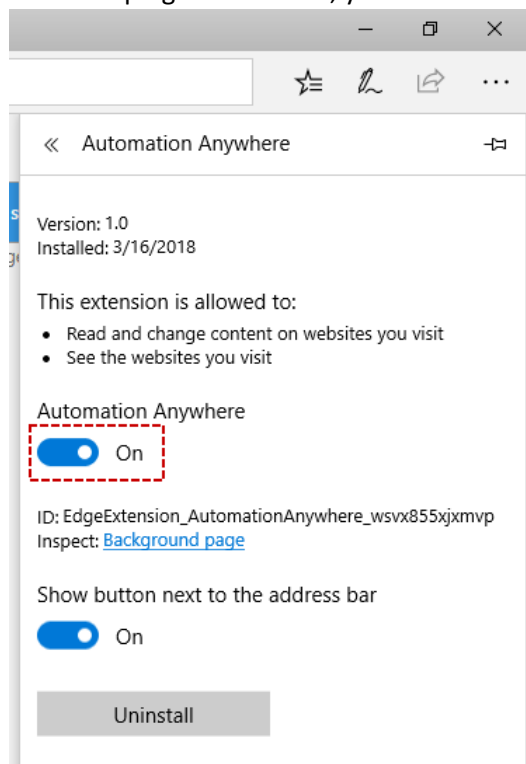 « Automation Anywhere
Version: 1.0
Installed: 3/16/2018
This extension is allowed to:
• Read and change content on websites you visit
• See the websites you visit
Automation Anywhere
On
ID: EdgeExtension_AutomationAnywhere_wsvx855xjxmvp
Inspect: Background page
Show button next to the address bar
On
Uninstall